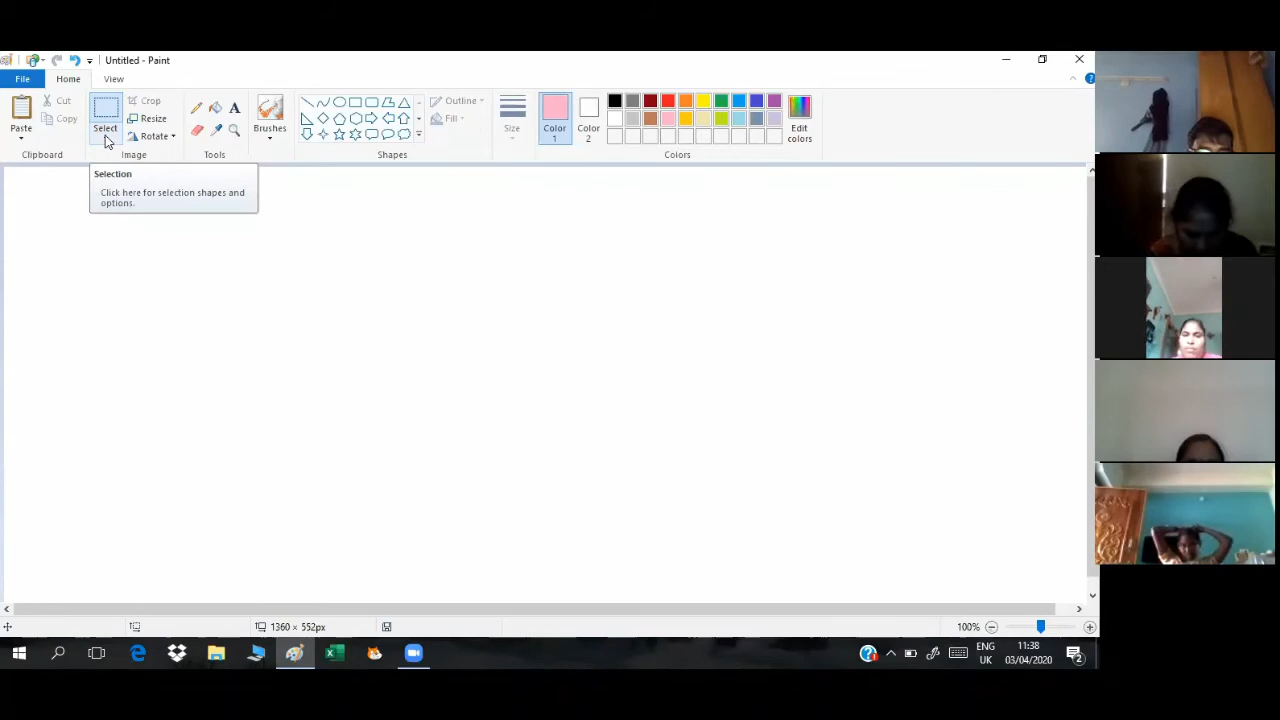 Untitled - Paint
File Home View
Paste
Cut
Copy
Clipboard
Select
Crop
Resize
Rotate
Image
A
Tools
Brushes
Shapes
Outline
Fill
Size
Color 1
Color 2
Edit colors
Colors
Selection
Click here for selection shapes and
options.
1360 × 552px
100%
ENG
UK
11:38
03/04/2020
2